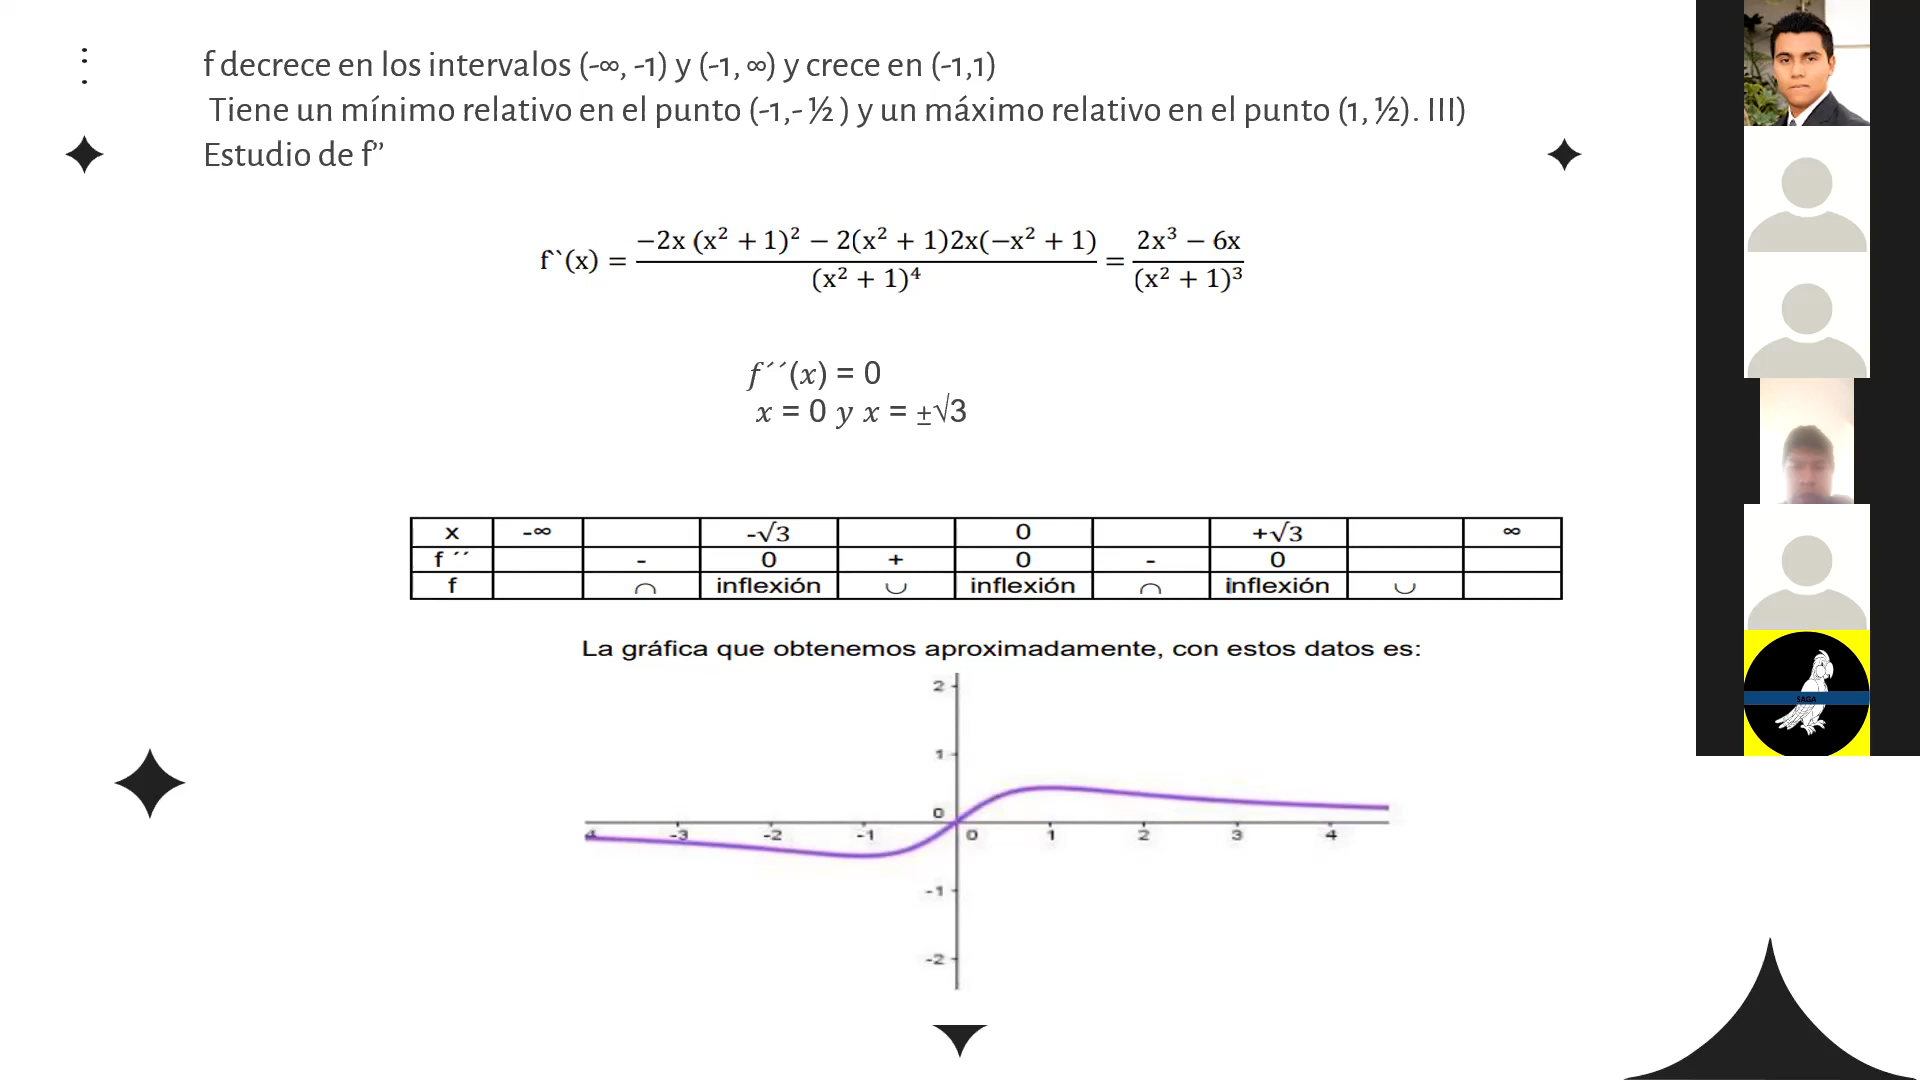 f decrece en los intervalos (-∞, -1) y (-1, ∞) y crece en (-1,1)
Tiene un mínimo relativo en el punto (-1,- ½ ) y un máximo relativo en el punto (1, ½). III)
Estudio de f”
f``(x) = (−2x (x² + 1)² − 2(x² + 1)2x(−x² + 1))/(x² + 1)⁴ = (2x³ − 6x)/(x² + 1)³
f´´(x) = 0
x = 0 y x = ±√3
x -∞ -√3 0 +√3 ∞
f ´´ - 0 + 0 - 0
f ⌒ inflexión ◡ inflexión ⌒ inflexión ◡
La gráfica que obtenemos aproximadamente, con estos datos es:
2
1
0
-4 -3 -2 -1 0 1 2 3 4
-1
-2
SAGA